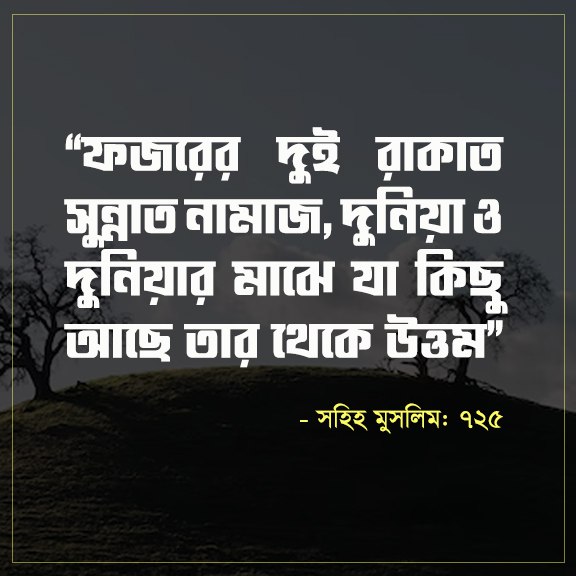 “ফজরের দুই রাকাত
সুন্নাত নামাজ, দুনিয়া ও
দুনিয়ার মাঝে যা কিছু
আছে তার থেকে উত্তম”
- সহিহ মুসলিম: ৭২৫